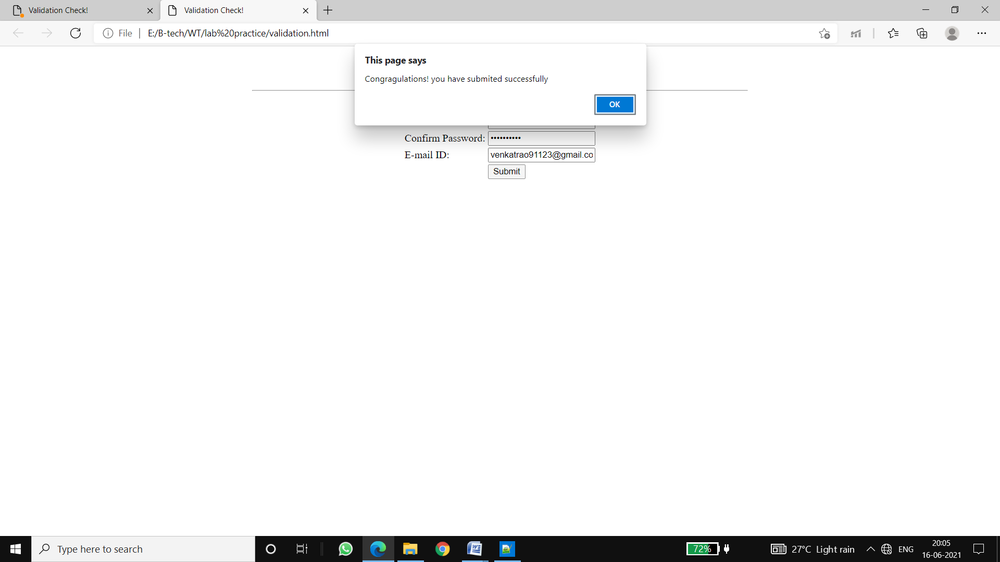 Validation Check!
Validation Check!
File
E:/B-tech/WT/lab%20practice/validation.html
This page says
Congragulations! you have submited successfully
OK
Confirm Password: ••••••••••
E-mail ID: venkatrao91123@gmail.co
Submit
Type here to search
72%
27°C Light rain
ENG
20:05
16-06-2021